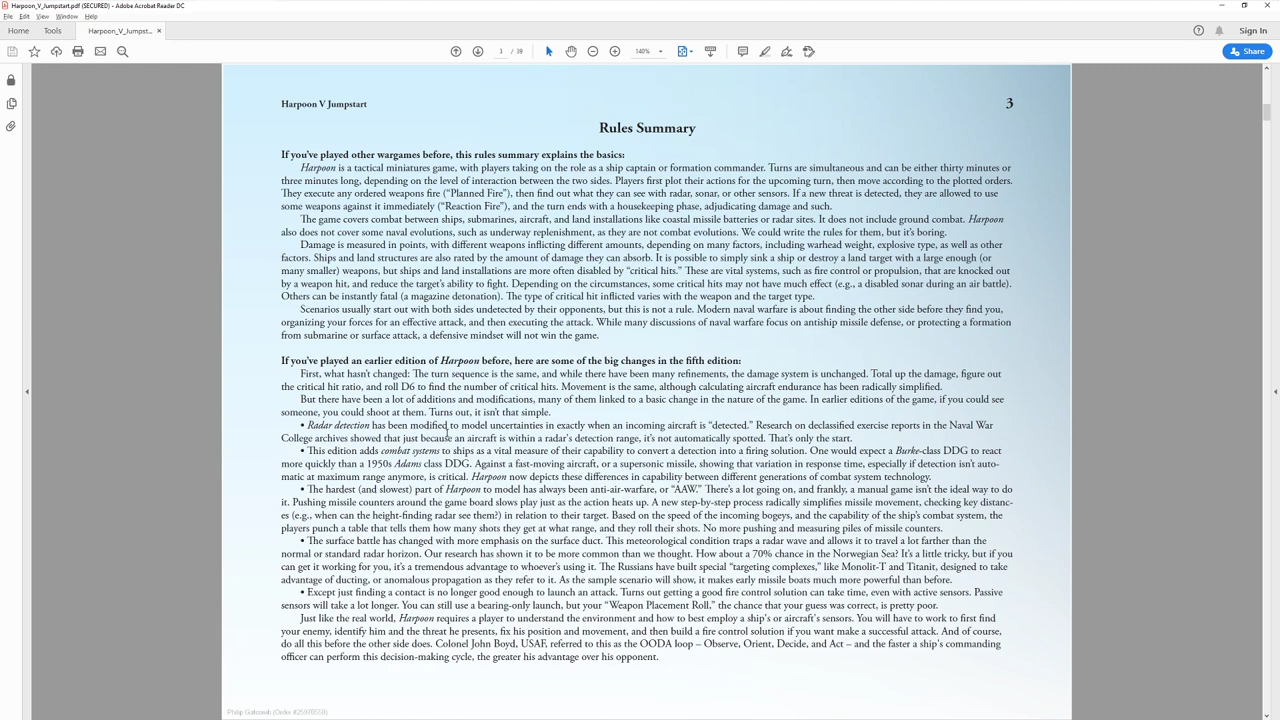 Harpoon_V_Jumpstart.pdf (SECURED) - Adobe Acrobat Reader DC
File Edit View Window Help
Home Tools Harpoon_V_Jumpst... × Sign In
3 / 39 140% Share
Harpoon V Jumpstart 3
Rules Summary
If you've played other wargames before, this rules summary explains the basics:
Harpoon is a tactical miniatures game, with players taking on the role as a ship captain or formation commander. Turns are simultaneous and can be either thirty minutes or
three minutes long, depending on the level of interaction between the two sides. Players first plot their actions for the upcoming turn, then move according to the plotted orders.
They execute any ordered weapons fire ("Planned Fire"), then find out what they can see with radar, sonar, or other sensors. If a new threat is detected, they are allowed to use
some weapons against it immediately ("Reaction Fire"), and the turn ends with a housekeeping phase, adjudicating damage and such.
The game covers combat between ships, submarines, aircraft, and land installations like coastal missile batteries or radar sites. It does not include ground combat. Harpoon
also does not cover some naval evolutions, such as underway replenishment, as they are not combat evolutions. We could write the rules for them, but it's boring.
Damage is measured in points, with different weapons inflicting different amounts, depending on many factors, including warhead weight, explosive type, as well as other
factors. Ships and land structures are also rated by the amount of damage they can absorb. It is possible to simply sink a ship or destroy a land target with a large enough (or
many smaller) weapons, but ships and land installations are more often disabled by "critical hits." These are vital systems, such as fire control or propulsion, that are knocked out
by a weapon hit, and reduce the target's ability to fight. Depending on the circumstances, some critical hits may not have much effect (e.g., a disabled sonar during an air battle).
Others can be instantly fatal (a magazine detonation). The type of critical hit inflicted varies with the weapon and the target type.
Scenarios usually start out with both sides undetected by their opponents, but this is not a rule. Modern naval warfare is about finding the other side before they find you,
organizing your forces for an effective attack, and then executing the attack. While many discussions of naval warfare focus on antiship missile defense, or protecting a formation
from submarine or surface attack, a defensive mindset will not win the game.
If you've played an earlier edition of Harpoon before, here are some of the big changes in the fifth edition:
First, what hasn't changed: The turn sequence is the same, and while there have been many refinements, the damage system is unchanged. Total up the damage, figure out
the critical hit ratio, and roll D6 to find the number of critical hits. Movement is the same, although calculating aircraft endurance has been radically simplified.
But there have been a lot of additions and modifications, many of them linked to a basic change in the nature of the game. In earlier editions of the game, if you could see
someone, you could shoot at them. Turns out, it isn't that simple.
• Radar detection has been modified to model uncertainties in exactly when an incoming aircraft is "detected." Research on declassified exercise reports in the Naval War
College archives showed that just because an aircraft is within a radar's detection range, it's not automatically spotted. That's only the start.
• This edition adds combat systems to ships as a vital measure of their capability to convert a detection into a firing solution. One would expect a Burke-class DDG to react
more quickly than a 1950s Adams class DDG. Against a fast-moving aircraft, or a supersonic missile, showing that variation in response time, especially if detection isn't auto-
matic at maximum range anymore, is critical. Harpoon now depicts these differences in capability between different generations of combat system technology.
• The hardest (and slowest) part of Harpoon to model has always been anti-air-warfare, or "AAW." There's a lot going on, and frankly, a manual game isn't the ideal way to do
it. Pushing missile counters around the game board slows play just as the action heats up. A new step-by-step process radically simplifies missile movement, checking key distanc-
es (e.g., when can the height-finding radar see them?) in relation to their target. Based on the speed of the incoming bogeys, and the capability of the ship's combat system, the
players punch a table that tells them how many shots they get at what range, and they roll their shots. No more pushing and measuring piles of missile counters.
• The surface battle has changed with more emphasis on the surface duct. This meteorological condition traps a radar wave and allows it to travel a lot farther than the
normal or standard radar horizon. Our research has shown it to be more common than we thought. How about a 70% chance in the Norwegian Sea? It's a little tricky, but if you
can get it working for you, it's a tremendous advantage to whoever's using it. The Russians have built special "targeting complexes," like Monolit-T and Titanit, designed to take
advantage of ducting, or anomalous propagation as they refer to it. As the sample scenario will show, it makes early missile boats much more powerful than before.
• Except just finding a contact is no longer good enough to launch an attack. Turns out getting a good fire control solution can take time, even with active sensors. Passive
sensors will take a lot longer. You can still use a bearing-only launch, but your "Weapon Placement Roll," the chance that your guess was correct, is pretty poor.
Just like the real world, Harpoon requires a player to understand the environment and how to best employ a ship's or aircraft's sensors. You will have to work to first find
your enemy, identify him and the threat he presents, fix his position and movement, and then build a fire control solution if you want make a successful attack. And of course,
do all this before the other side does. Colonel John Boyd, USAF, referred to this as the OODA loop – Observe, Orient, Decide, and Act – and the faster a ship's commanding
officer can perform this decision-making cycle, the greater his advantage over his opponent.